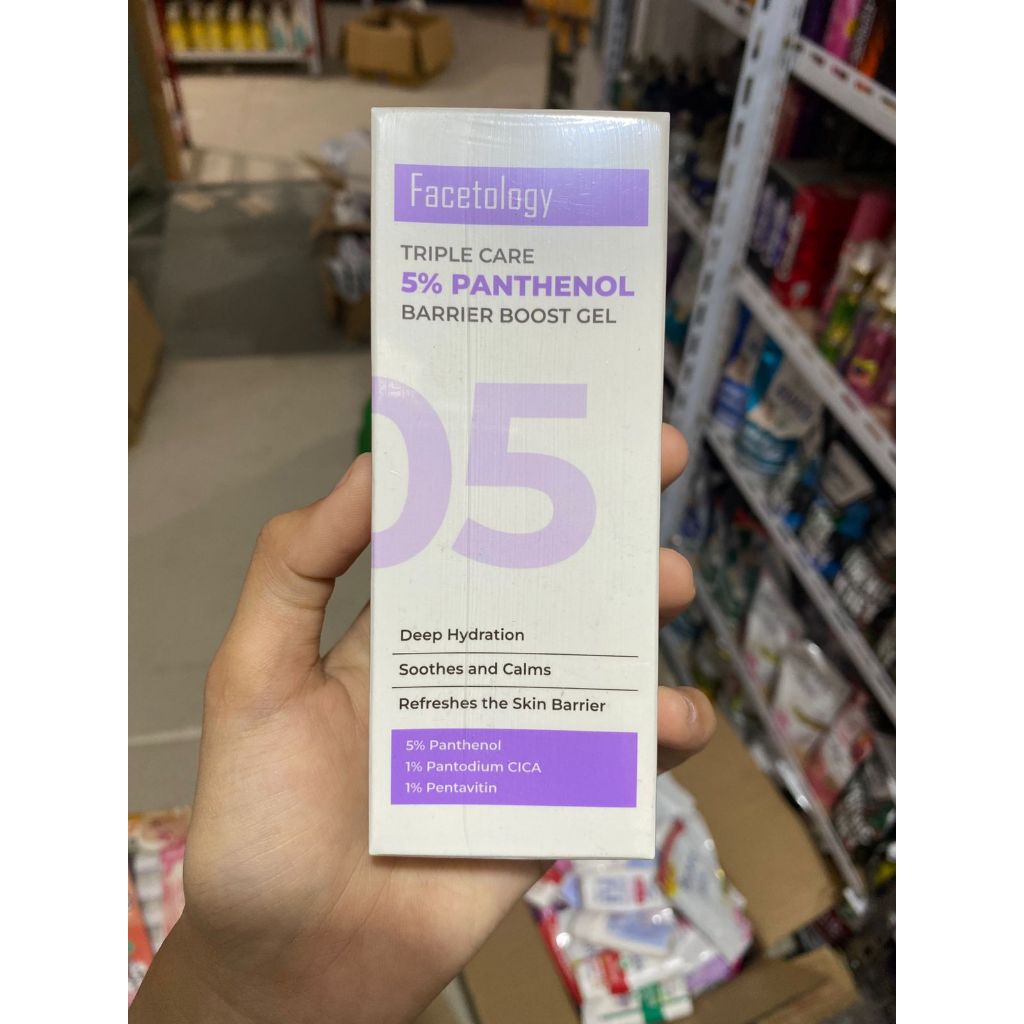 Facetology
TRIPLE CARE
5% PANTHENOL
BARRIER BOOST GEL
05
Deep Hydration
Soothes and Calms
Refreshes the Skin Barrier
5% Panthenol
1% Pantodium CICA
1% Pentavitin